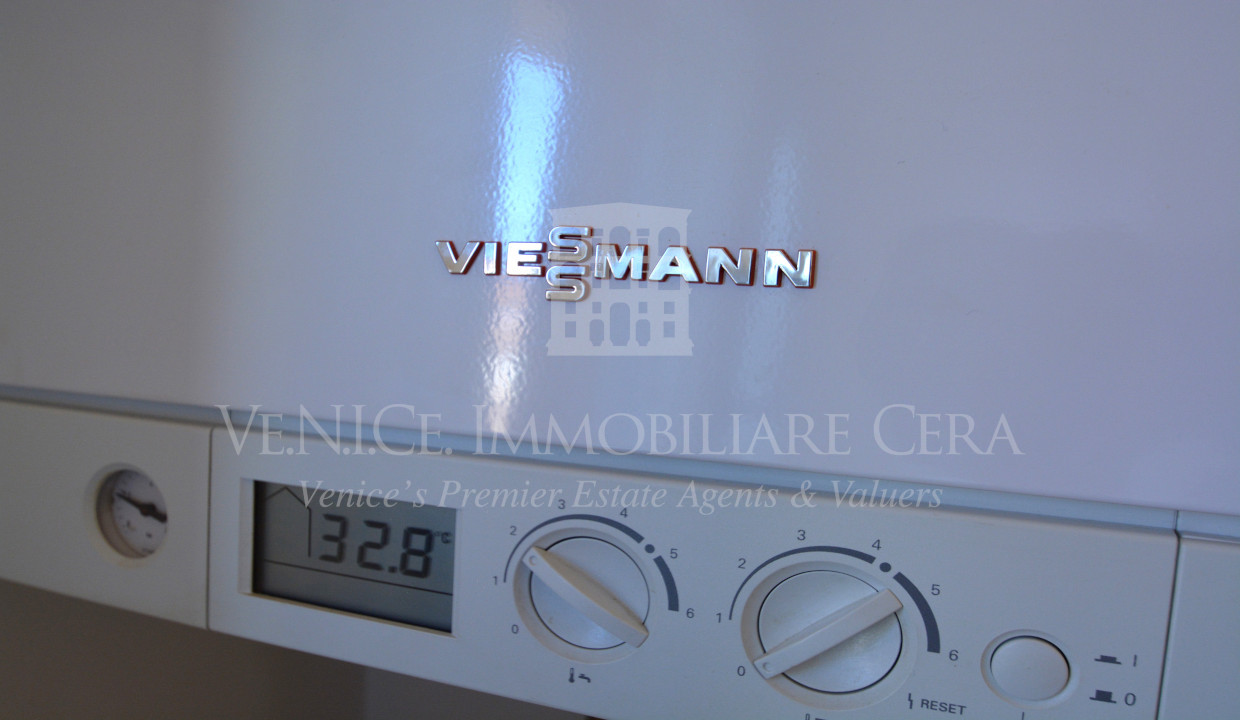 VIESSMANN
VE.N.I.CE. IMMOBILIARE CERA
Venice's Premier Estate Agents & Valuers
32.8 °C
0 1 2 3 4 5 6
0 1 2 3 4 5 6
RESET
I
0